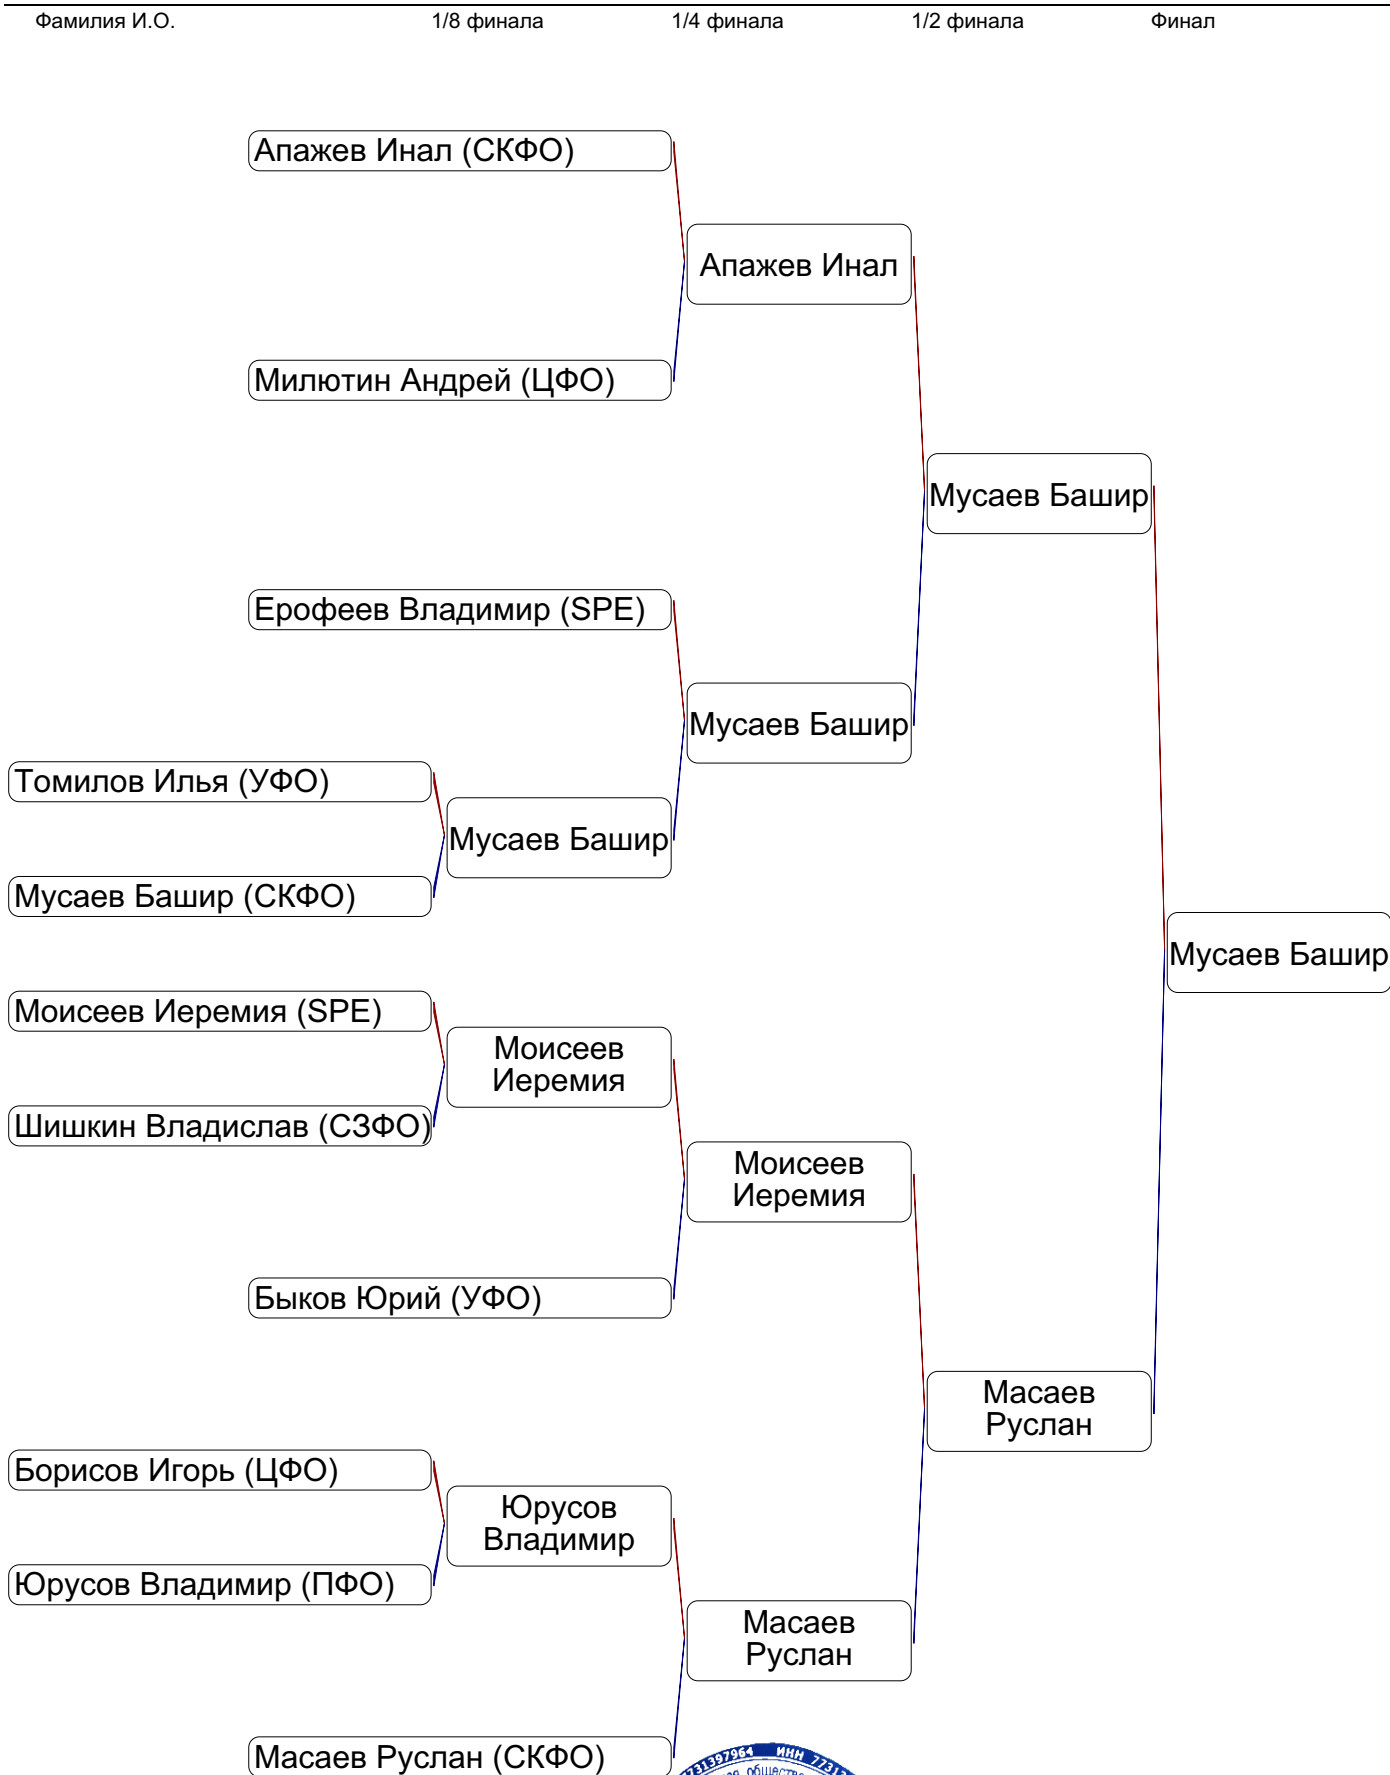 Фамилия И.О. 1/8 финала 1/4 финала 1/2 финала Финал
Апажев Инал (СКФО)
Апажев Инал
Милютин Андрей (ЦФО)
Мусаев Башир
Ерофеев Владимир (SPE)
Мусаев Башир
Томилов Илья (УФО)
Мусаев Башир
Мусаев Башир (СКФО)
Мусаев Башир
Моисеев Иеремия (SPE)
Моисеев
Иеремия
Шишкин Владислав (СЗФО)
Моисеев
Иеремия
Быков Юрий (УФО)
Масаев
Руслан
Борисов Игорь (ЦФО)
Юрусов
Владимир
Юрусов Владимир (ПФО)
Масаев
Руслан
Масаев Руслан (СКФО)